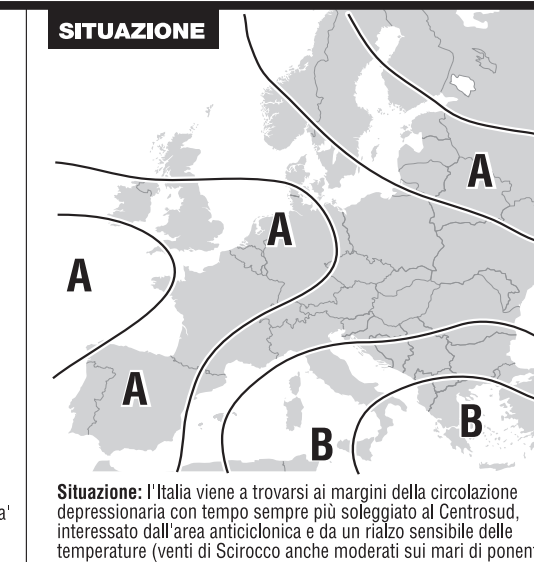 SITUAZIONE
A
A
A
A
B
B
a'
Situazione: l'Italia viene a trovarsi ai margini della circolazione
depressionaria con tempo sempre più soleggiato al Centrosud,
interessato dall'area anticiclonica e da un rialzo sensibile delle
temperature (venti di Scirocco anche moderati sui mari di ponent